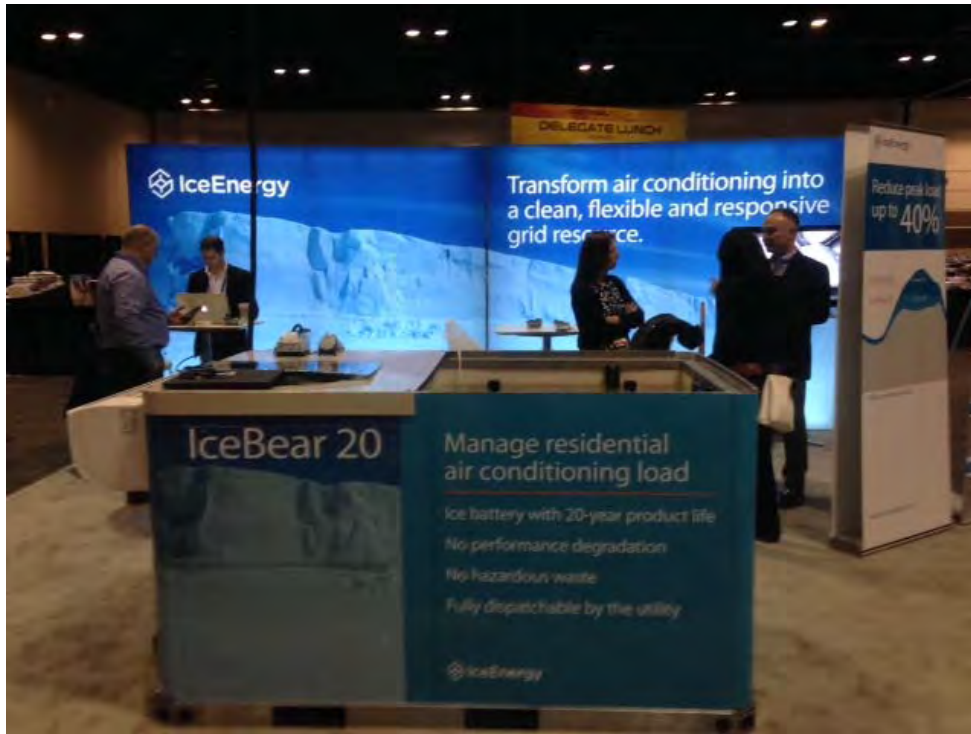 DELEGATE LUNCH
IceEnergy
Transform air conditioning into
a clean, flexible and responsive
grid resource.
IceEnergy
Reduce peak load
up to 40%
IceBear 20
Manage residential
air conditioning load
Ice battery with 20-year product life
No performance degradation
No hazardous waste
Fully dispatchable by the utility
IceEnergy